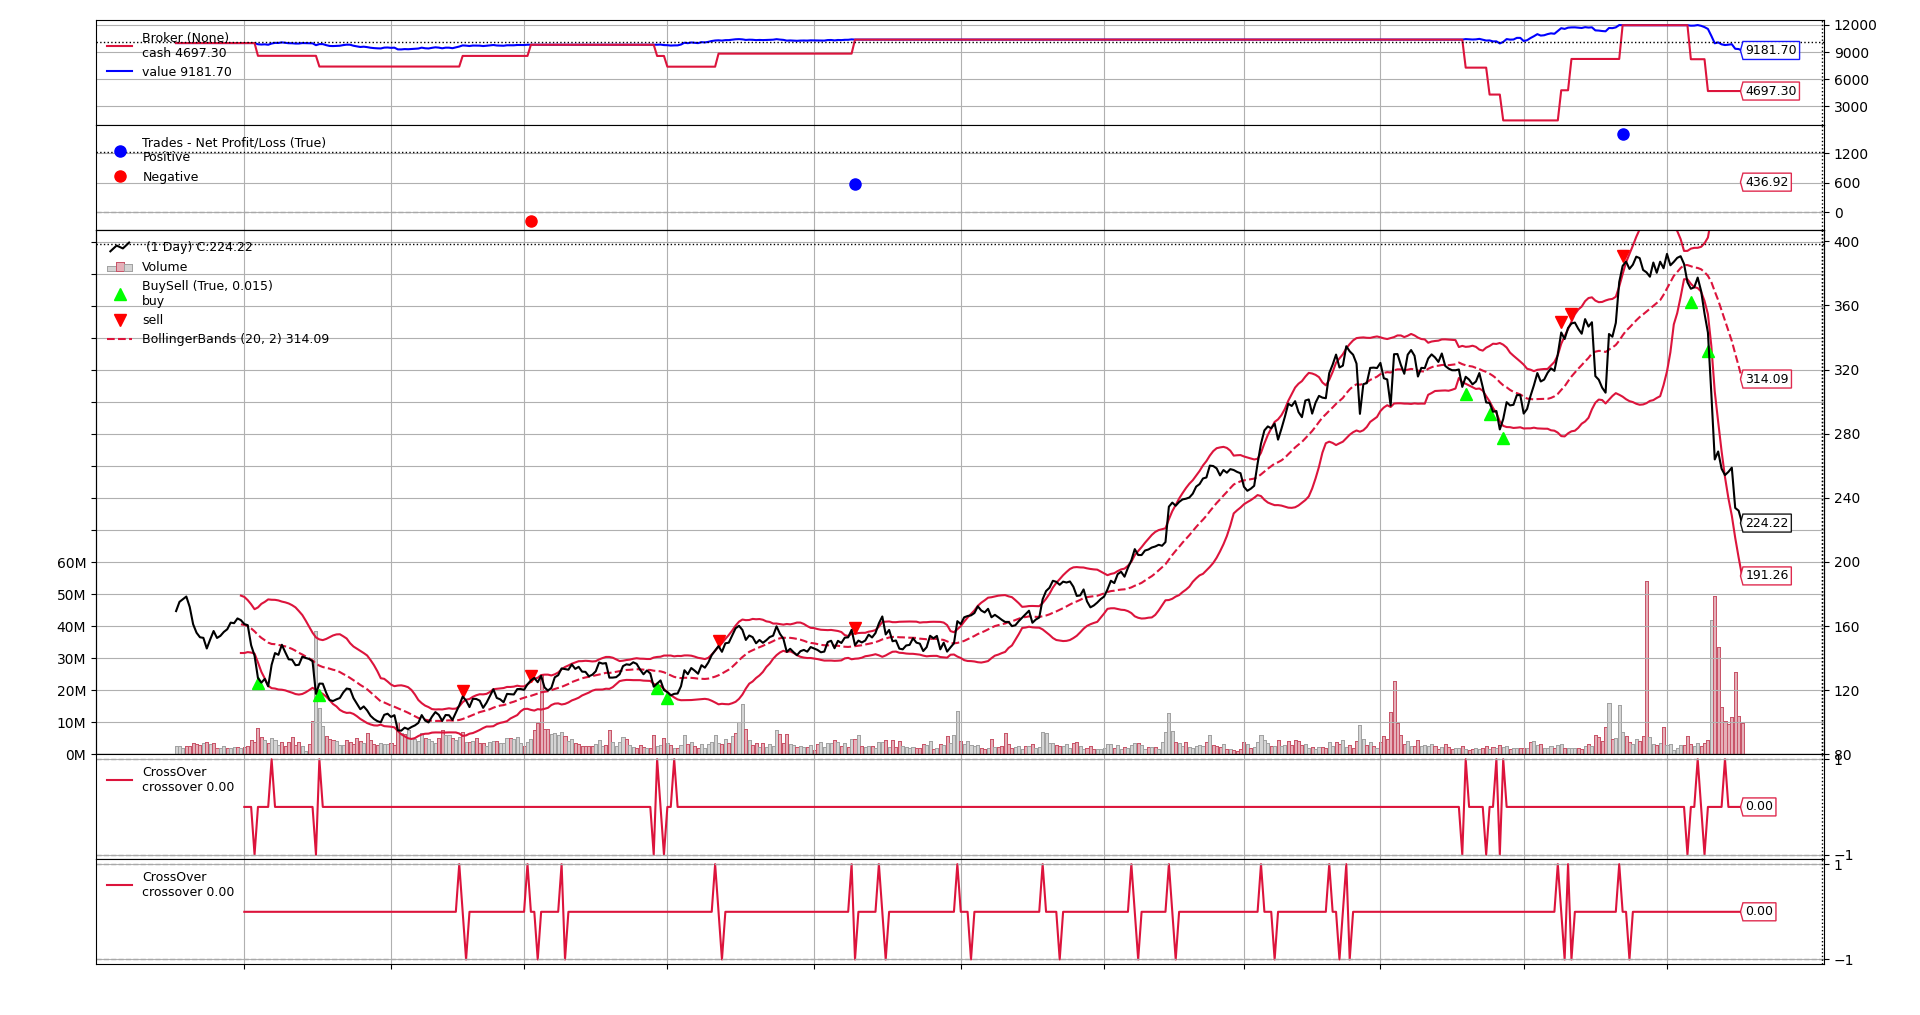 Broker (None)
cash 4697.30
value 9181.70
12000
9000
6000
3000
9181.70
4697.30
Trades - Net Profit/Loss (True)
Positive
Negative
1200
600
0
436.92
(1 Day) C:224.22
Volume
BuySell (True, 0.015)
buy
sell
BollingerBands (20, 2) 314.09
400
360
320
280
240
200
160
120
80
314.09
224.22
191.26
60M
50M
40M
30M
20M
10M
0M
CrossOver
crossover 0.00
1
0.00
−1
CrossOver
crossover 0.00
1
0.00
−1